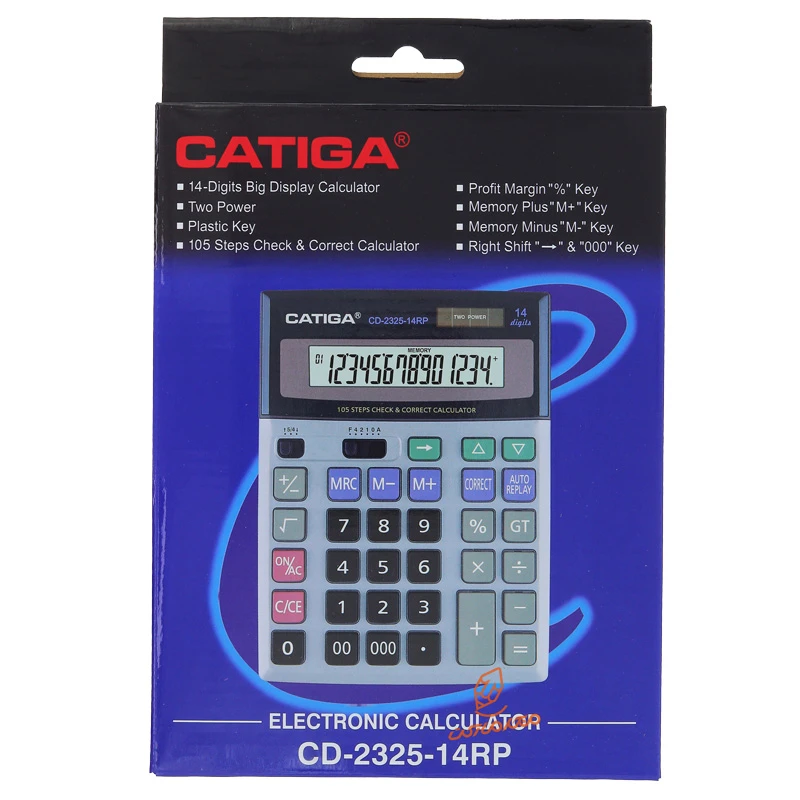 CATIGA®
■ 14-Digits Big Display Calculator
■ Two Power
■ Plastic Key
■ 105 Steps Check & Correct Calculator
■ Profit Margin "%" Key
■ Memory Plus "M+" Key
■ Memory Minus "M-" Key
■ Right Shift "→" & "000" Key
CATIGA® CD-2325-14RP TWO POWER 14 digits
MEMORY
01 12345678901234. +
105 STEPS CHECK & CORRECT CALCULATOR
F 4 2 1 0 A
→ △ ▽
+/− MRC M− M+ CORRECT AUTO REPLAY
√ 7 8 9 % GT
ON/AC 4 5 6 × ÷
C/CE 1 2 3 + −
0 00 000 . =
ELECTRONIC CALCULATOR
CD-2325-14RP